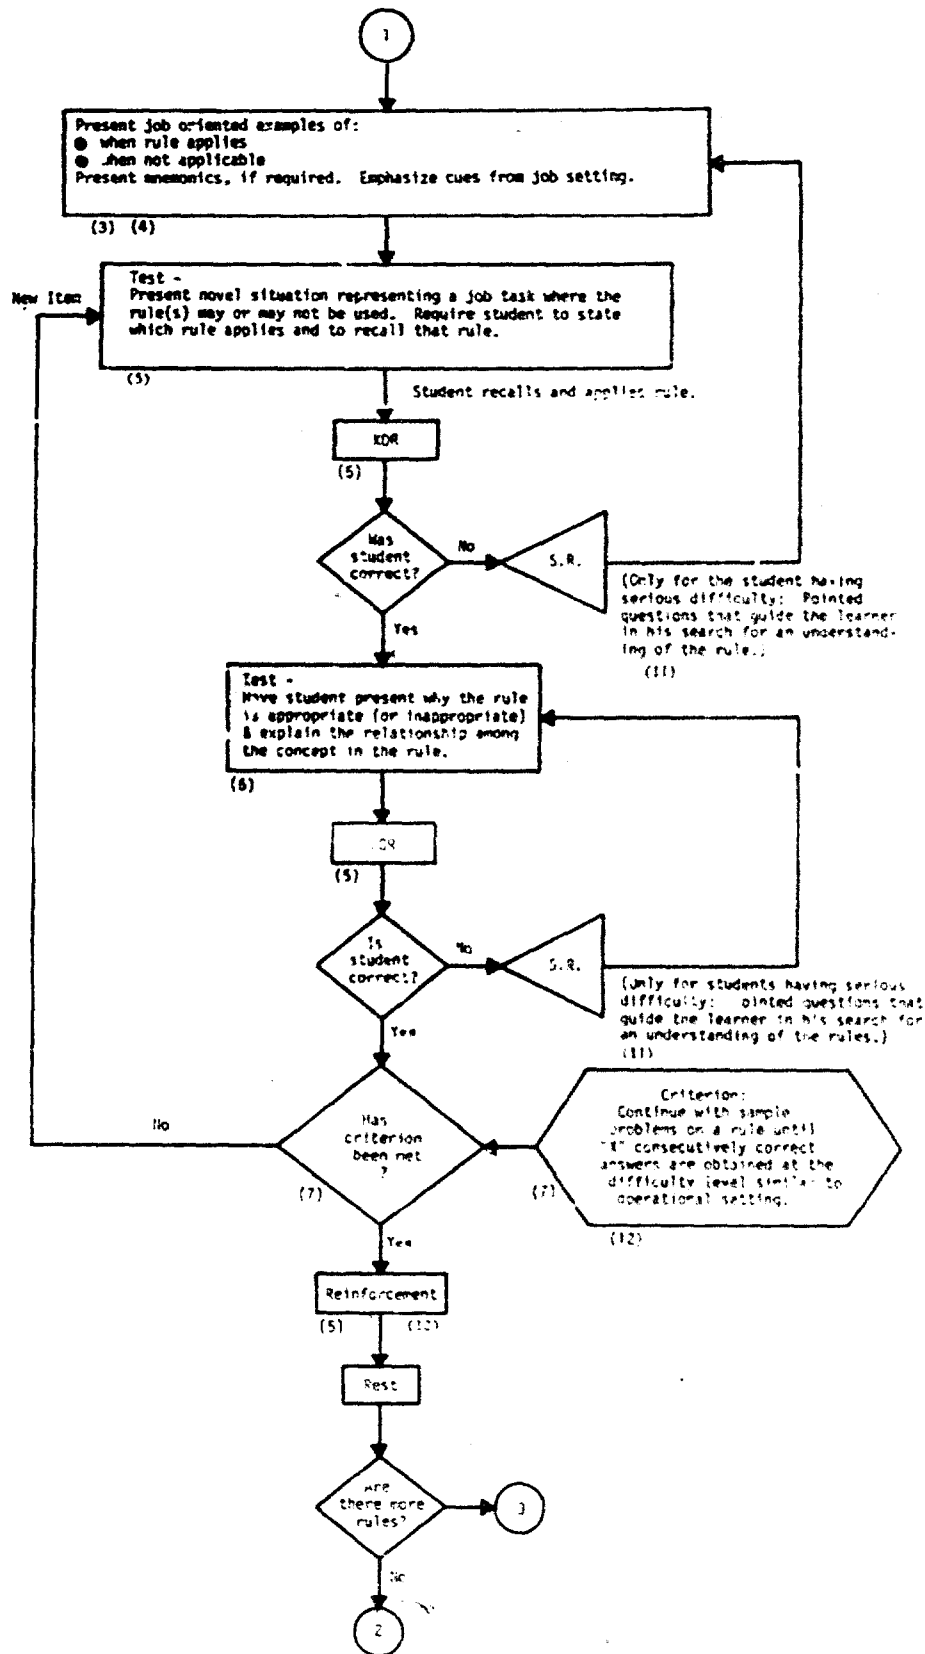 1
Present job oriented examples of:
● when rule applies
● when not applicable
Present mnemonics, if required. Emphasize cues from job setting.
(3) (4)
New Item
Test -
Present novel situation representing a job task where the
rule(s) may or may not be used. Require student to state
which rule applies and to recall that rule.
(5)
Student recalls and applies rule.
KOR
(5)
Was
student
correct?
No
S.R.
(Only for the student having
serious difficulty: Pointed
questions that guide the learner
in his search for an understand-
ing of the rule.)
(11)
Yes
Test -
Have student present why the rule
is appropriate (or inappropriate)
& explain the relationship among
the concept in the rule.
(6)
(5)
Is
student
correct?
No
S.R.
(Only for students having serious
difficulty: Pointed questions that
guide the learner in his search for
an understanding of the rules.)
(11)
Yes
Has
criterion
been met
?
No
(7)
Criterion:
Continue with sample
problems on a rule until
"X" consecutively correct
answers are obtained at the
difficulty level similar to
operational setting.
(7)
(12)
Yes
Reinforcement
(5)
Rest
Are
there more
rules?
3
No
2